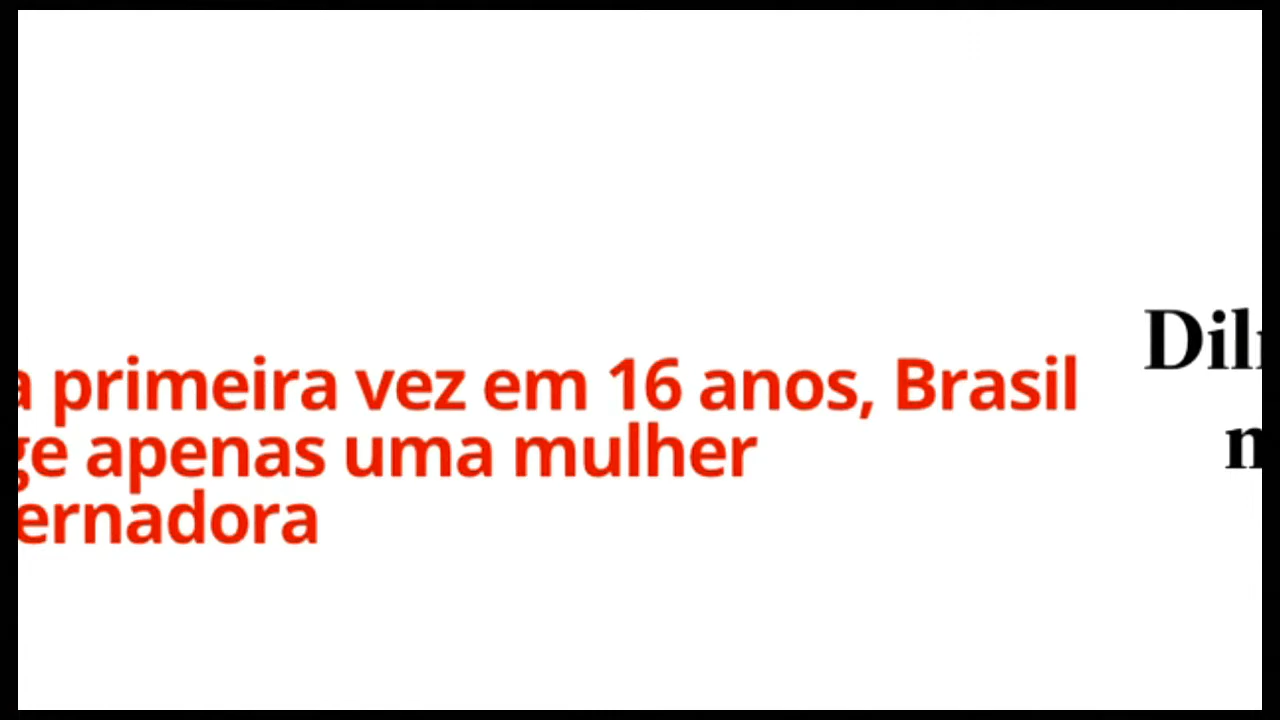 a primeira vez em 16 anos, Brasil
ge apenas uma mulher
ernadora
Dil